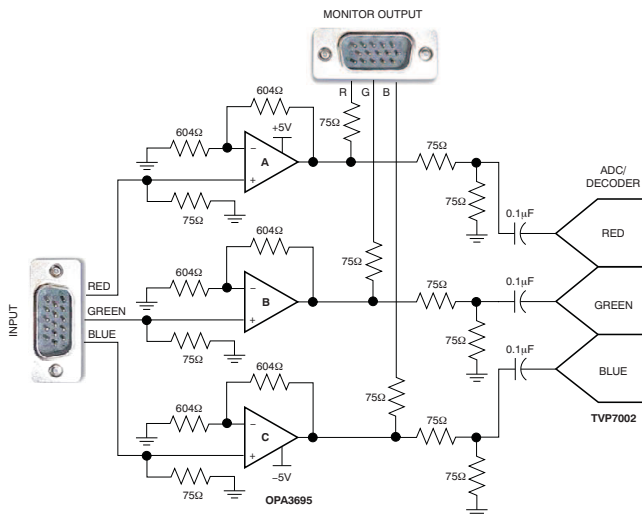 MONITOR OUTPUT
R G B
604Ω
+5V
604Ω
A
−
+
75Ω
75Ω
75Ω
75Ω
ADC/
DECODER
0.1μF
RED
604Ω
604Ω
B
−
+
75Ω
75Ω
75Ω
75Ω
0.1μF
GREEN
INPUT
RED
GREEN
BLUE
604Ω
604Ω
C
−
+
−5V
75Ω
75Ω
75Ω
75Ω
0.1μF
BLUE
OPA3695
TVP7002